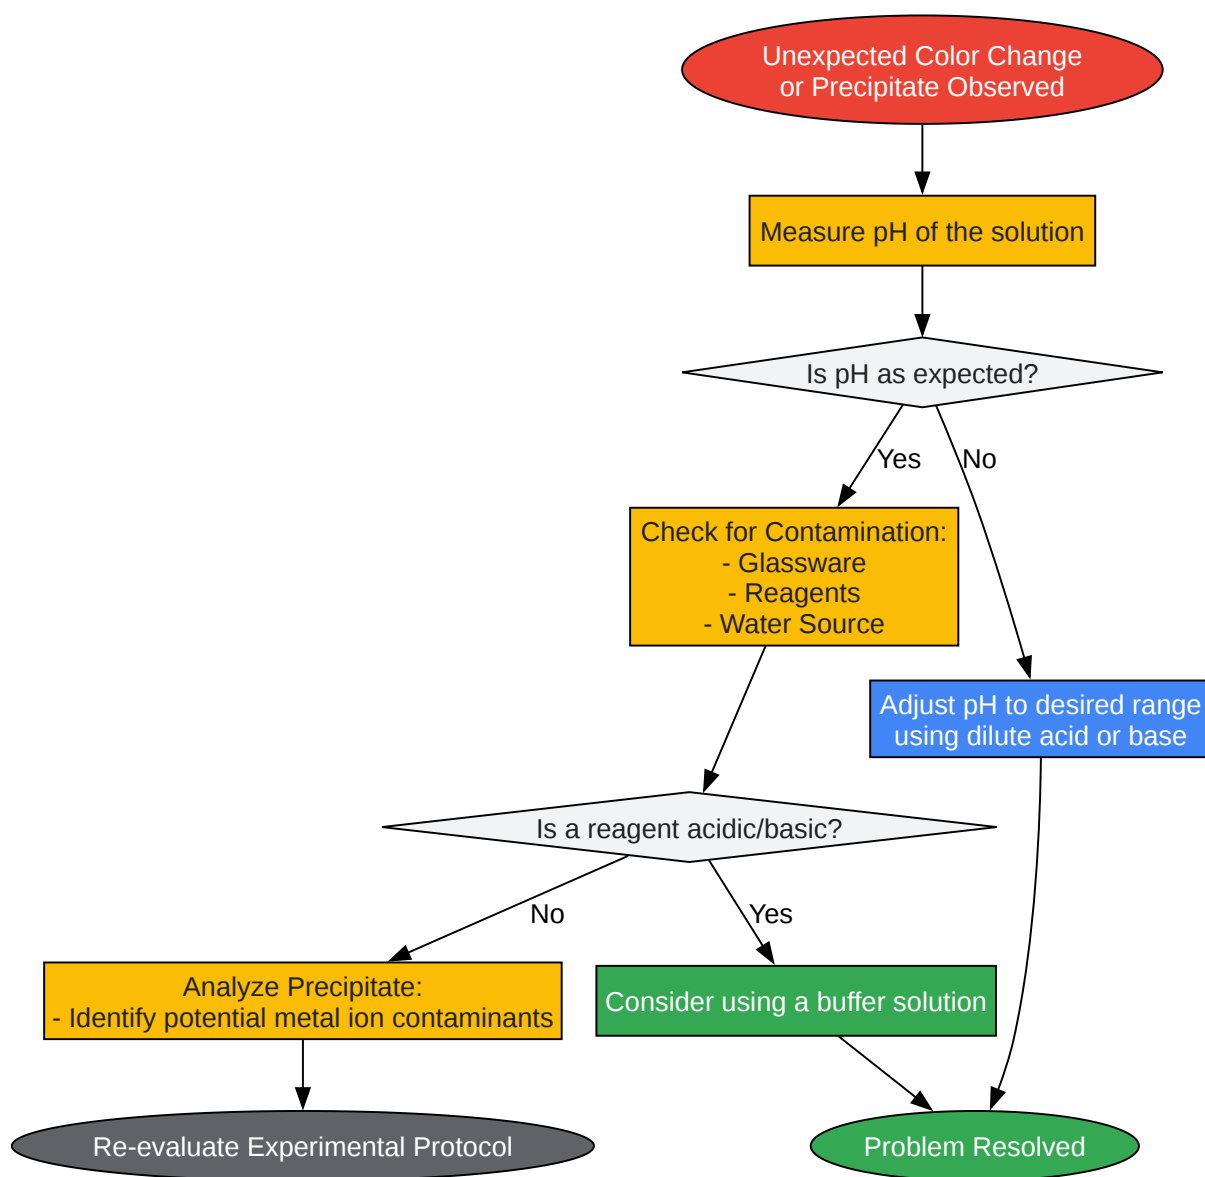 Unexpected Color Change
or Precipitate Observed
Measure pH of the solution
Is pH as expected?
Yes
No
Check for Contamination:
- Glassware
- Reagents
- Water Source
Adjust pH to desired range
using dilute acid or base
Is a reagent acidic/basic?
No
Yes
Analyze Precipitate:
- Identify potential metal ion contaminants
Consider using a buffer solution
Re-evaluate Experimental Protocol
Problem Resolved